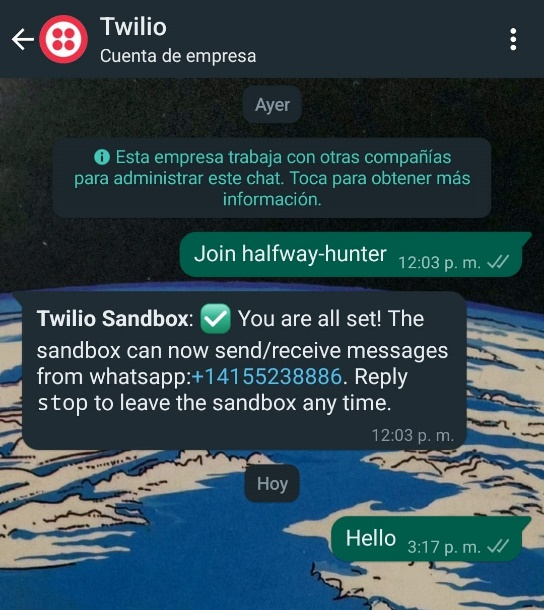 Twilio
Cuenta de empresa
Ayer
Esta empresa trabaja con otras compañías
para administrar este chat. Toca para obtener más
información.
Join halfway-hunter 12:03 p. m.
Twilio Sandbox: ✅ You are all set! The
sandbox can now send/receive messages
from whatsapp:+14155238886. Reply
stop to leave the sandbox any time.
12:03 p. m.
Hoy
Hello 3:17 p. m.